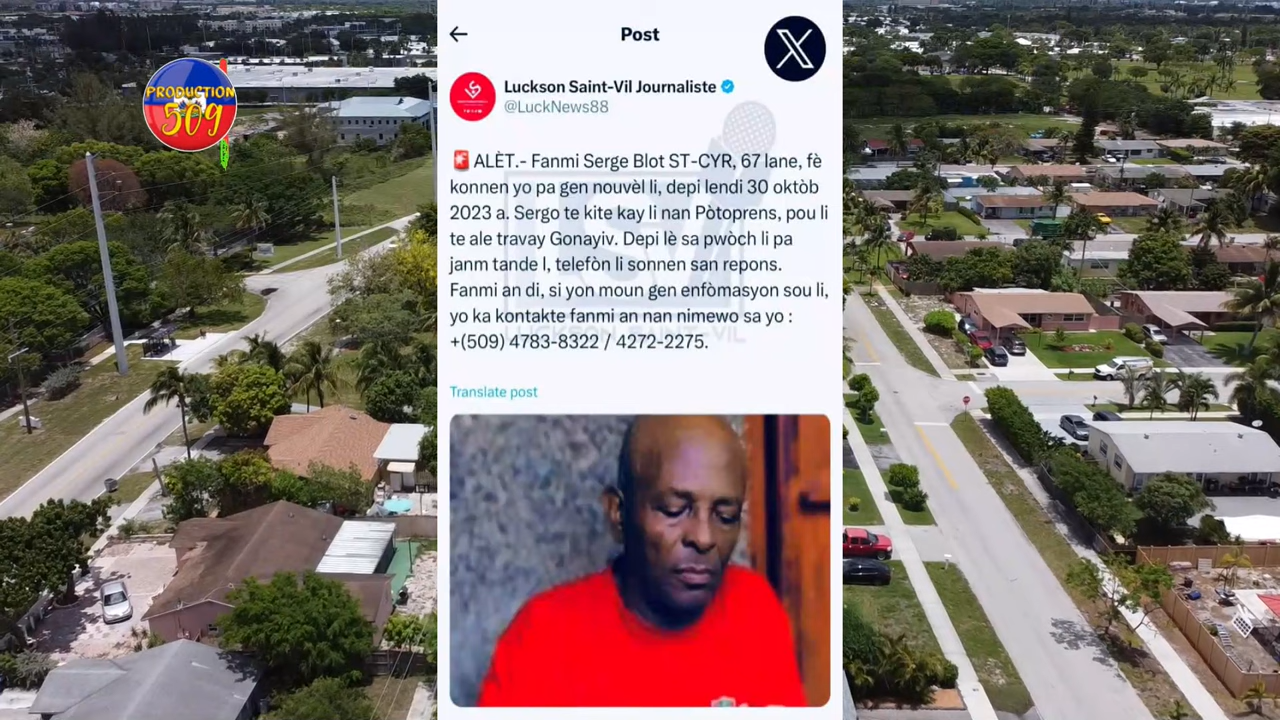 PRODUCTION
509
Post
X
Luckson Saint-Vil Journaliste
@LuckNews88
ALÈT.- Fanmi Serge Blot ST-CYR, 67 lane, fè
konnen yo pa gen nouvèl li, depi lendi 30 oktòb
2023 a. Sergo te kite kay li nan Pòtoprens, pou li
te ale travay Gonayiv. Depi lè sa pwòch li pa
janm tande l, telefòn li sonnen san repons.
Fanmi an di, si yon moun gen enfòmasyon sou li,
yo ka kontakte fanmi an nan nimewo sa yo :
+(509) 4783-8322 / 4272-2275.
LUCKSON SAINT-VIL
Translate post